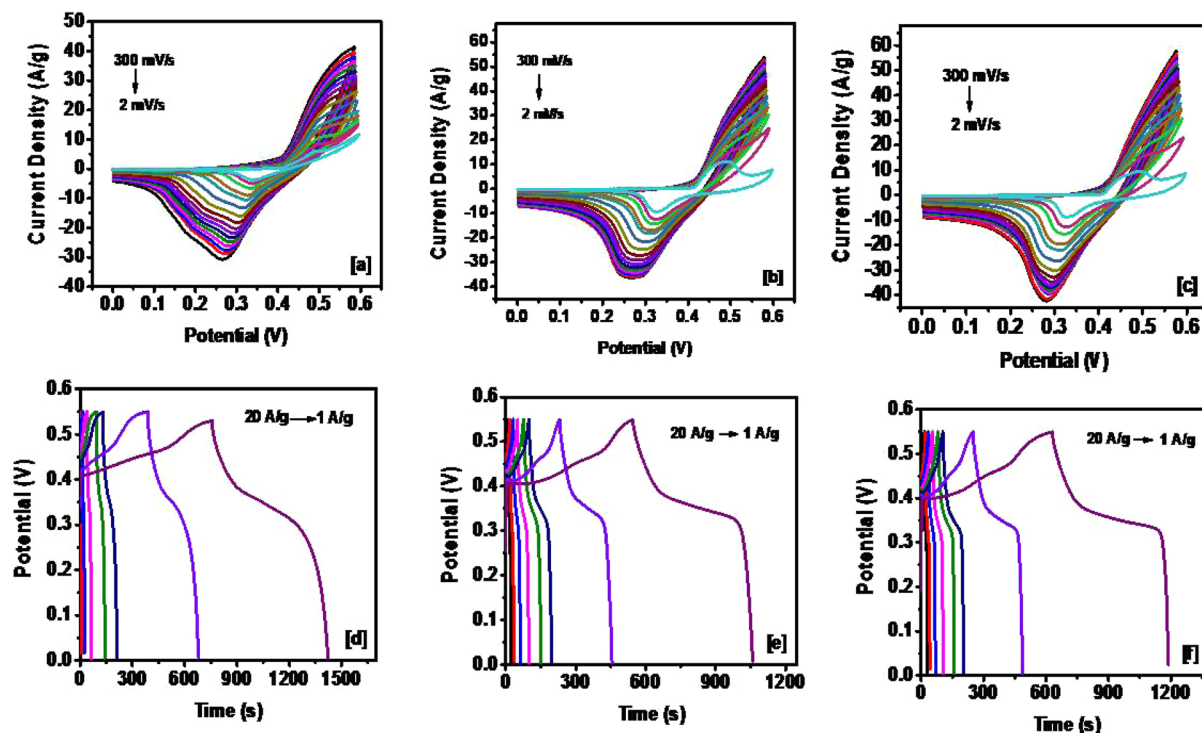 50
40
30
20
10
0
-10
-20
-30
-40
0.0 0.1 0.2 0.3 0.4 0.5 0.6
Current Density (A/g)
Potential (V)
300 mV/s
2 mV/s
[a]
60
50
40
30
20
10
0
-10
-20
-30
-40
0.0 0.1 0.2 0.3 0.4 0.5 0.6
Current Density (A/g)
Potential (V)
300 mV/s
2 mV/s
[b]
60
50
40
30
20
10
0
-10
-20
-30
-40
0.0 0.1 0.2 0.3 0.4 0.5 0.6
Current Density (A/g)
Potential (V)
300 mV/s
2 mV/s
[c]
0.6
0.5
0.4
0.3
0.2
0.1
0.0
0 300 600 900 1200 1500
Potential (V)
Time (s)
20 A/g→1 A/g
[d]
0.6
0.5
0.4
0.3
0.2
0.1
0.0
0 300 600 900 1200
Potential (V)
Time (s)
20 A/g → 1 A/g
[e]
0.6
0.5
0.4
0.3
0.2
0.1
0.0
0 300 600 900 1200
Potential (V)
Time (s)
20 A/g → 1 A/g
[f]